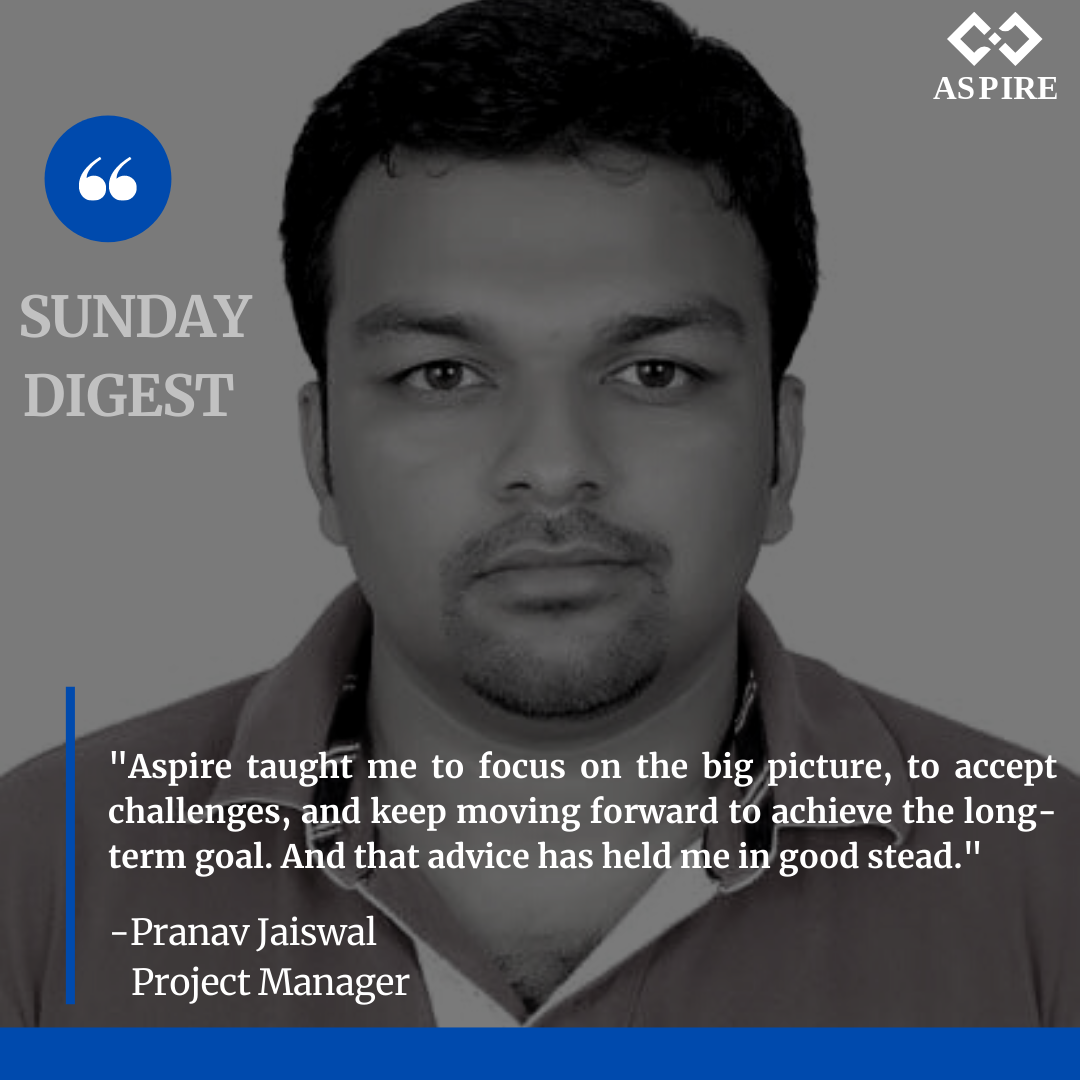 ASPIRE
SUNDAY
DIGEST
"Aspire taught me to focus on the big picture, to accept
challenges, and keep moving forward to achieve the long-
term goal. And that advice has held me in good stead."
-Pranav Jaiswal
Project Manager